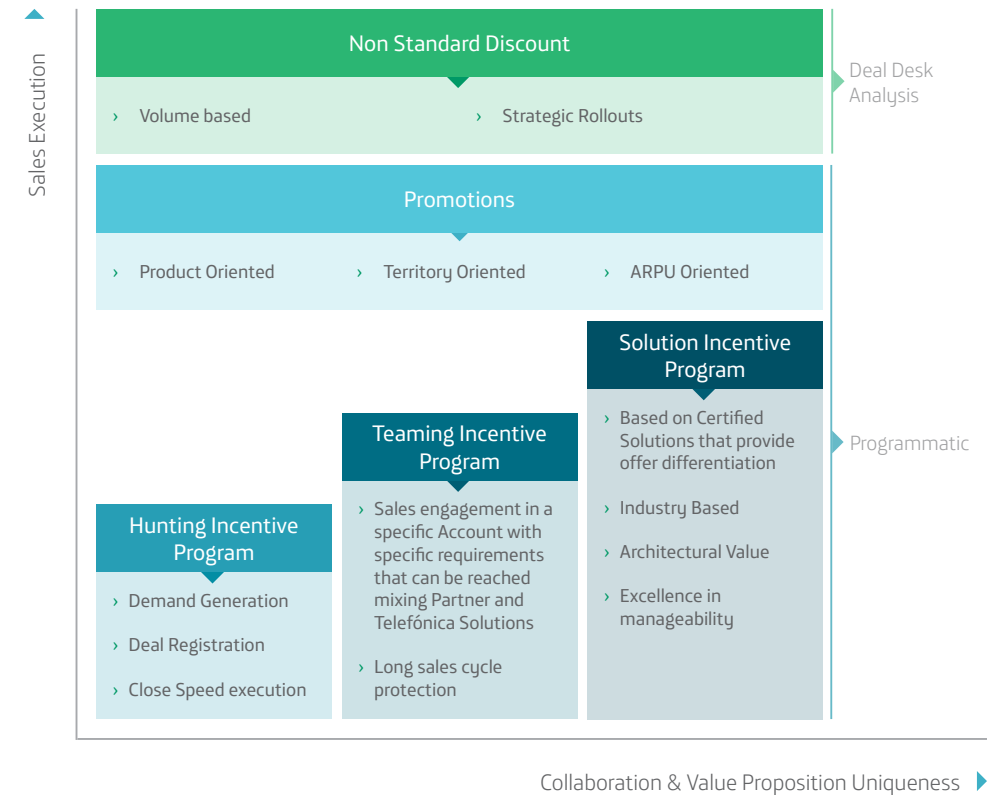 Sales Execution
Non Standard Discount
› Volume based
› Strategic Rollouts
Deal Desk
Analysis
Promotions
› Product Oriented
› Territory Oriented
› ARPU Oriented
Programmatic
Hunting Incentive
Program
› Demand Generation
› Deal Registration
› Close Speed execution
Teaming Incentive
Program
› Sales engagement in a
specific Account with
specific requirements
that can be reached
mixing Partner and
Telefónica Solutions
› Long sales cycle
protection
Solution Incentive
Program
› Based on Certified
Solutions that provide
offer differentiation
› Industry Based
› Architectural Value
› Excellence in
manageability
Collaboration & Value Proposition Uniqueness